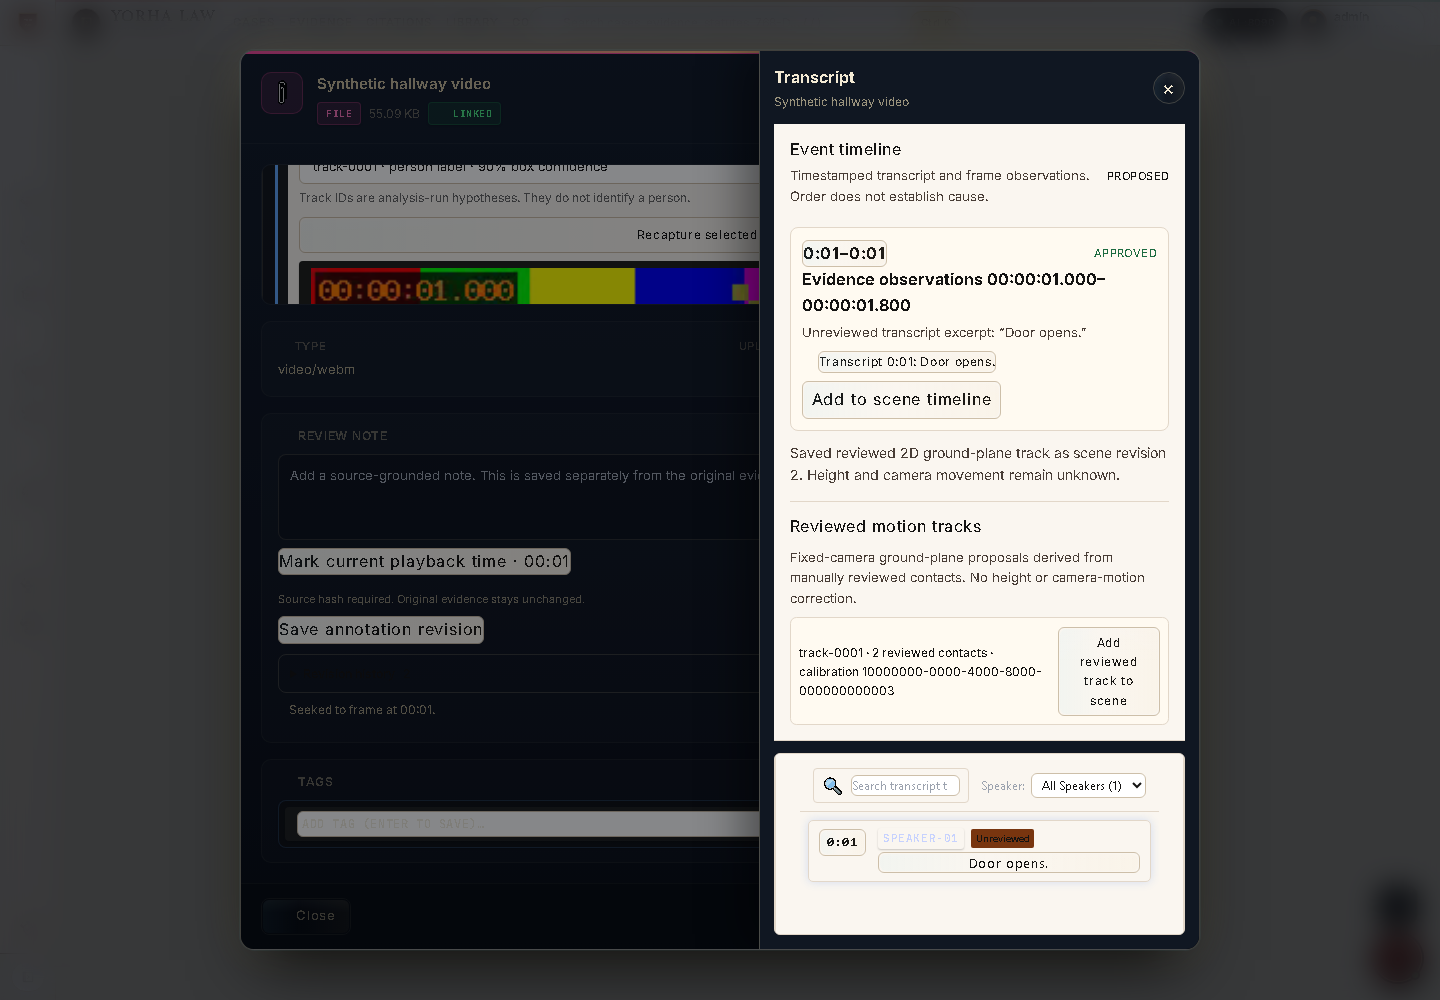 YORHA LAW
admin
Synthetic hallway video
FILE 55.09 KB LINKED
track-0001 · person label · 90% box confidence
Track IDs are analysis-run hypotheses. They do not identify a person.
Recapture selected
00:00:01.000
TYPE
video/webm
REVIEW NOTE
Add a source-grounded note. This is saved separately from the original
Mark current playback time · 00:01
Source hash required. Original evidence stays unchanged.
Save annotation revision
Seeked to frame at 00:01.
TAGS
ADD TAG (ENTER TO SAVE)…
Close
Transcript
Synthetic hallway video
Event timeline
Timestamped transcript and frame observations. PROPOSED
Order does not establish cause.
0:01–0:01 APPROVED
Evidence observations 00:00:01.000–
00:00:01.800
Unreviewed transcript excerpt: “Door opens.”
Transcript 0:01: Door opens.
Add to scene timeline
Saved reviewed 2D ground-plane track as scene revision
2. Height and camera movement remain unknown.
Reviewed motion tracks
Fixed-camera ground-plane proposals derived from
manually reviewed contacts. No height or camera-motion
correction.
track-0001 · 2 reviewed contacts ·
calibration 10000000-0000-4000-8000-
000000000003
Add
reviewed
track to
scene
Search transcript t Speaker: All Speakers (1)
0:01 SPEAKER-01 Unreviewed
Door opens.